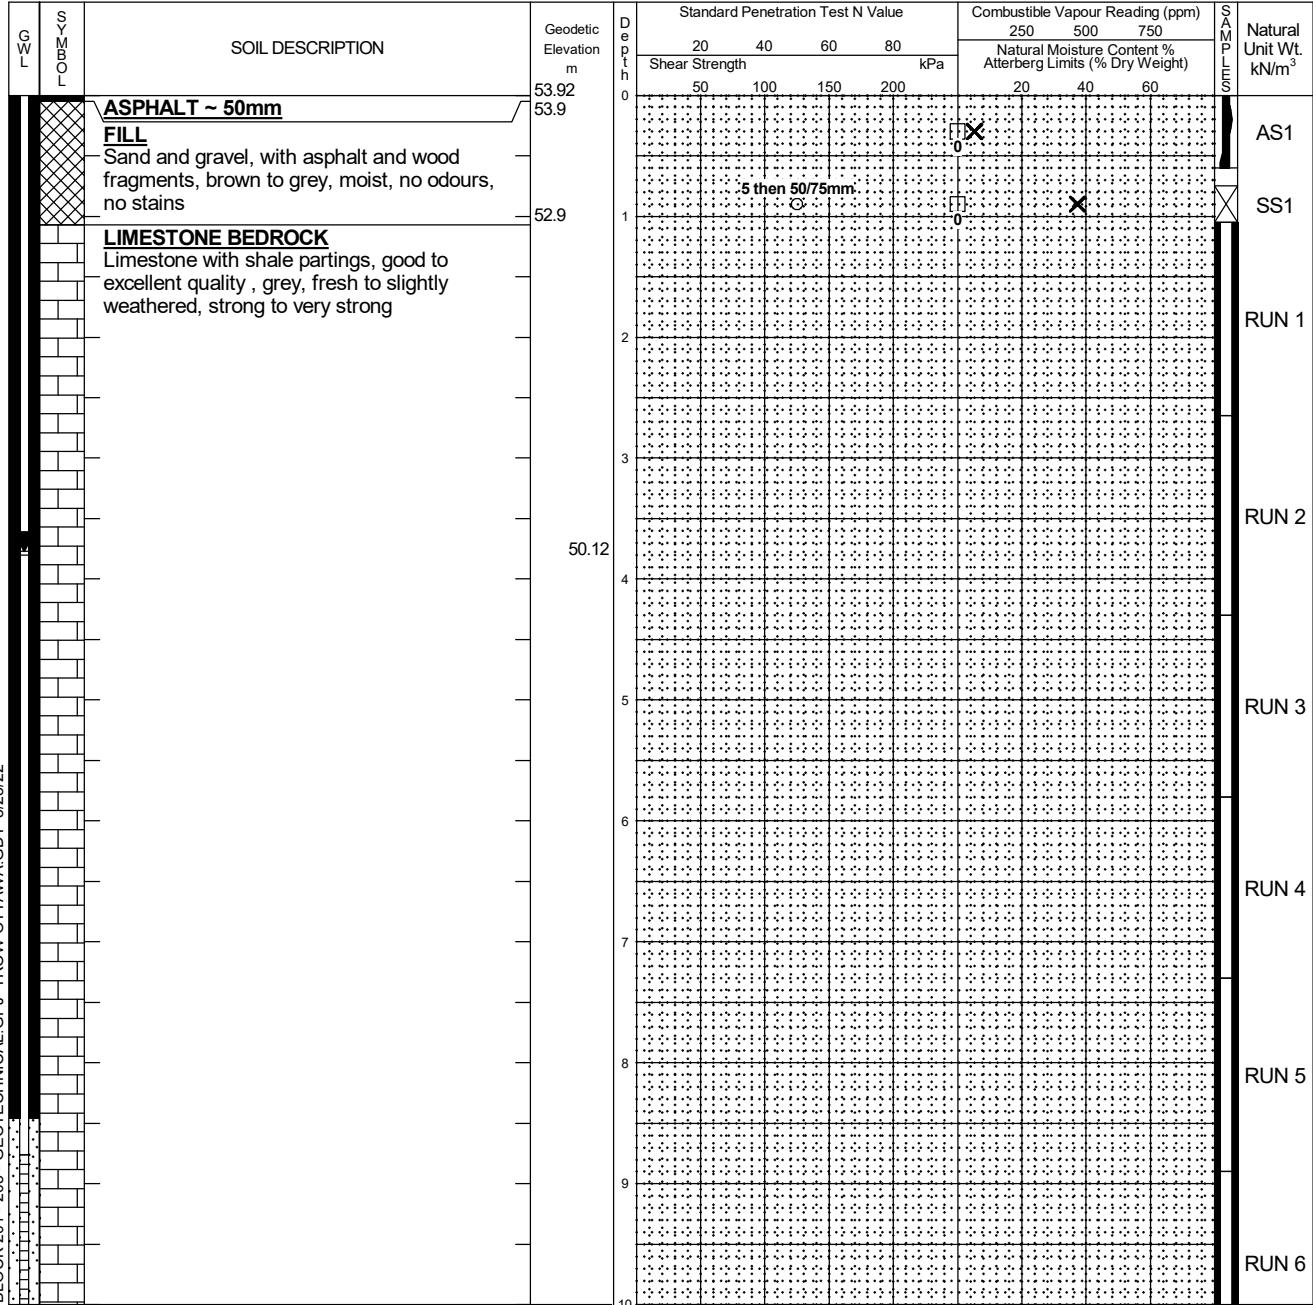 GWL
SYMBOL
SOIL DESCRIPTION
Geodetic
Elevation
m
Depth
Standard Penetration Test N Value
20 40 60 80
Shear Strength kPa
50 100 150 200
Combustible Vapour Reading (ppm)
250 500 750
Natural Moisture Content %
Atterberg Limits (% Dry Weight)
20 40 60
SAMPLES
Natural
Unit Wt.
kN/m³
53.92
0
ASPHALT ~ 50mm
53.9
FILL
Sand and gravel, with asphalt and wood
fragments, brown to grey, moist, no odours,
no stains
0
AS1
5 then 50/75mm
0
SS1
52.9
1
LIMESTONE BEDROCK
Limestone with shale partings, good to
excellent quality , grey, fresh to slightly
weathered, strong to very strong
RUN 1
2
3
RUN 2
50.12
4
5
RUN 3
6
RUN 4
7
8
RUN 5
9
RUN 6
10